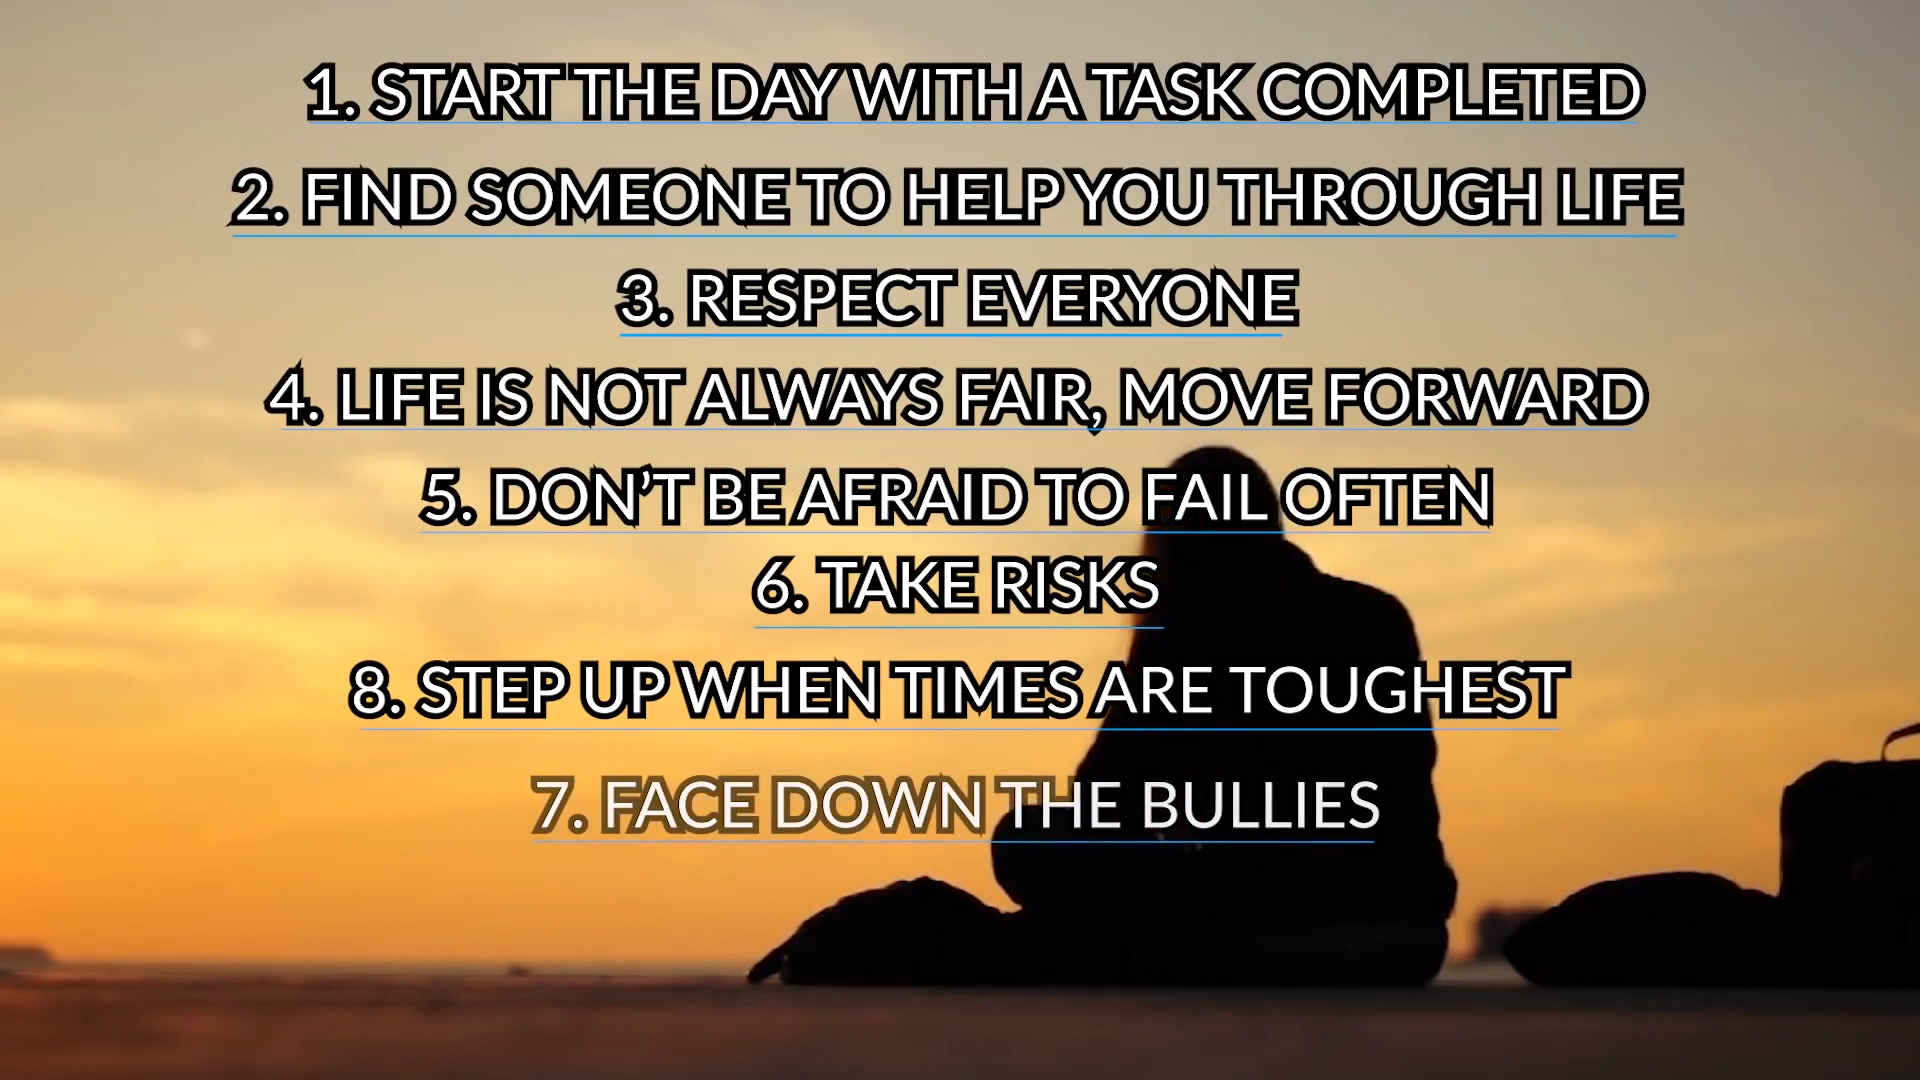 1. START THE DAY WITH A TASK COMPLETED
2. FIND SOMEONE TO HELP YOU THROUGH LIFE
3. RESPECT EVERYONE
4. LIFE IS NOT ALWAYS FAIR, MOVE FORWARD
5. DON’T BE AFRAID TO FAIL OFTEN
6. TAKE RISKS
8. STEP UP WHEN TIMES ARE TOUGHEST
7. FACE DOWN THE BULLIES